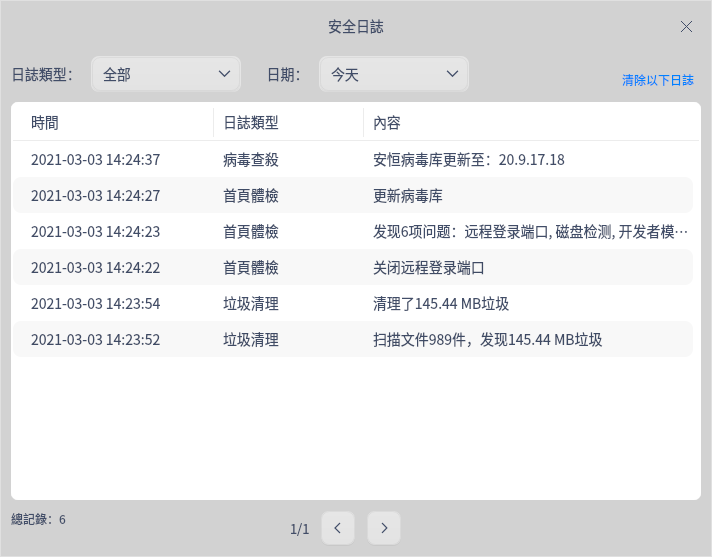 安全日誌
日誌類型： 全部 日期： 今天 清除以下日誌
時間 日誌類型 內容
2021-03-03 14:24:37 病毒查殺 安恒病毒库更新至：20.9.17.18
2021-03-03 14:24:27 首頁體檢 更新病毒库
2021-03-03 14:24:23 首頁體檢 发现6项问题：远程登录端口, 磁盘检测, 开发者模…
2021-03-03 14:24:22 首頁體檢 关闭远程登录端口
2021-03-03 14:23:54 垃圾清理 清理了145.44 MB垃圾
2021-03-03 14:23:52 垃圾清理 扫描文件989件，发现145.44 MB垃圾
總記錄：6
1/1